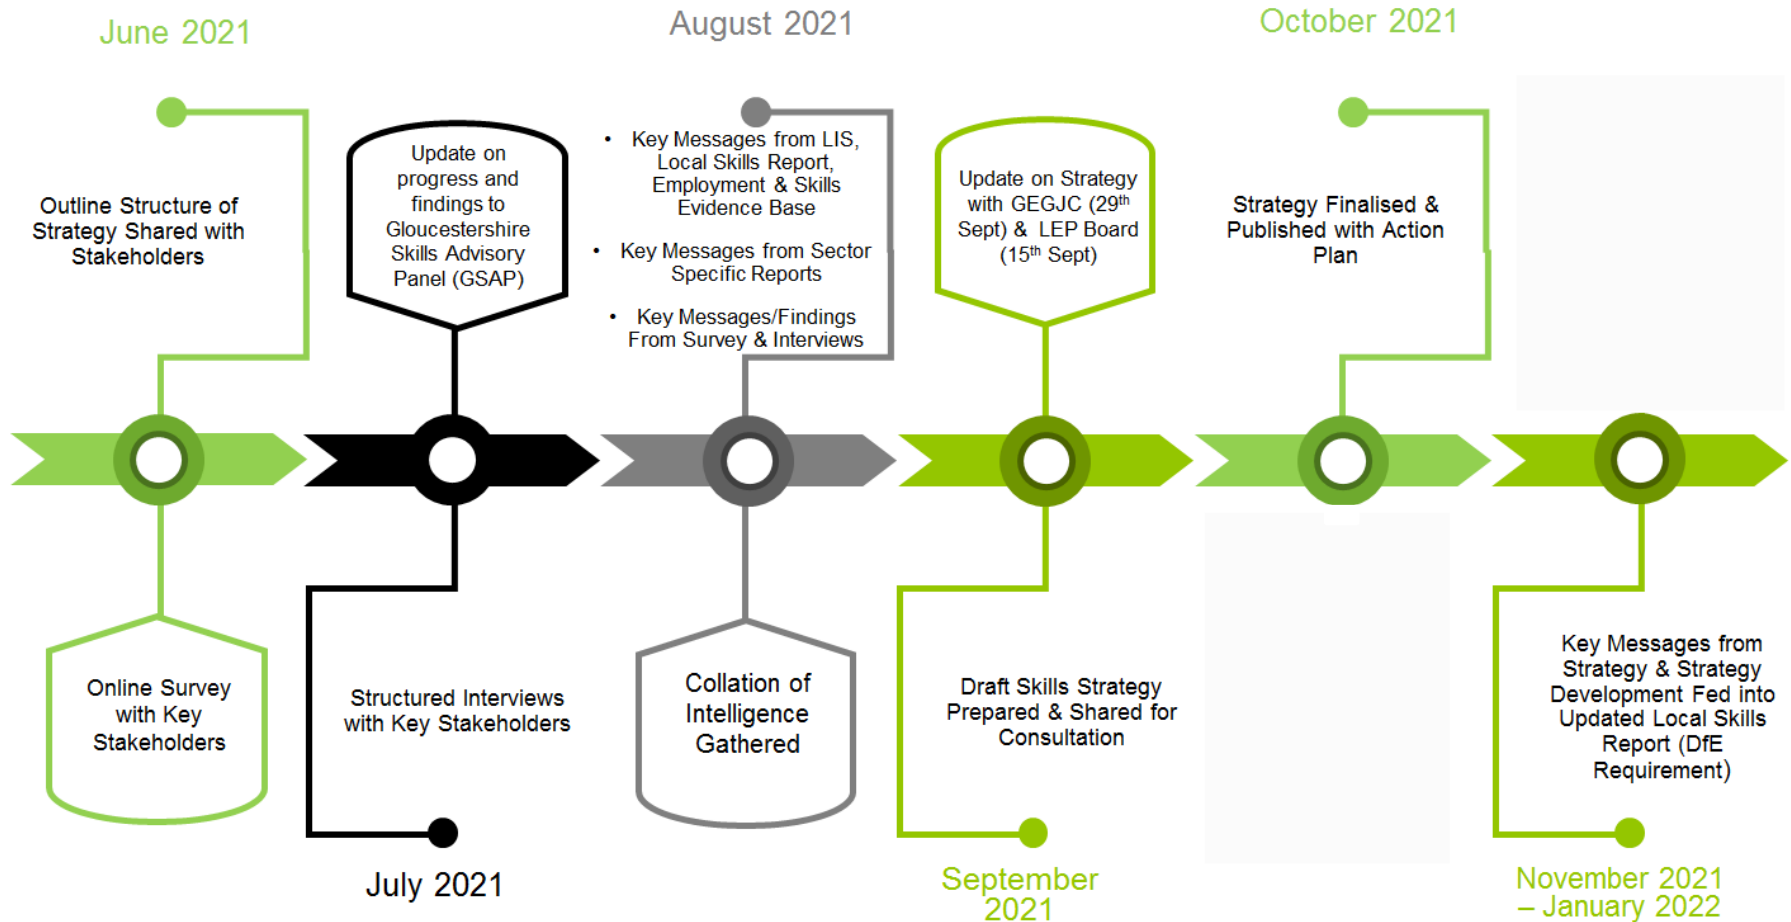 June 2021
Outline Structure of
Strategy Shared with
Stakeholders
Online Survey
with Key
Stakeholders
Update on
progress and
findings to
Gloucestershire
Skills Advisory
Panel (GSAP)
Structured Interviews
with Key Stakeholders
July 2021
August 2021
• Key Messages from LIS,
Local Skills Report,
Employment & Skills
Evidence Base
• Key Messages from Sector
Specific Reports
• Key Messages/Findings
From Survey & Interviews
Collation of
Intelligence
Gathered
Update on Strategy
with GEGJC (29th
Sept) & LEP Board
(15th Sept)
Draft Skills Strategy
Prepared & Shared for
Consultation
September
2021
October 2021
Strategy Finalised &
Published with Action
Plan
Key Messages from
Strategy & Strategy
Development Fed into
Updated Local Skills
Report (DfE
Requirement)
November 2021
– January 2022